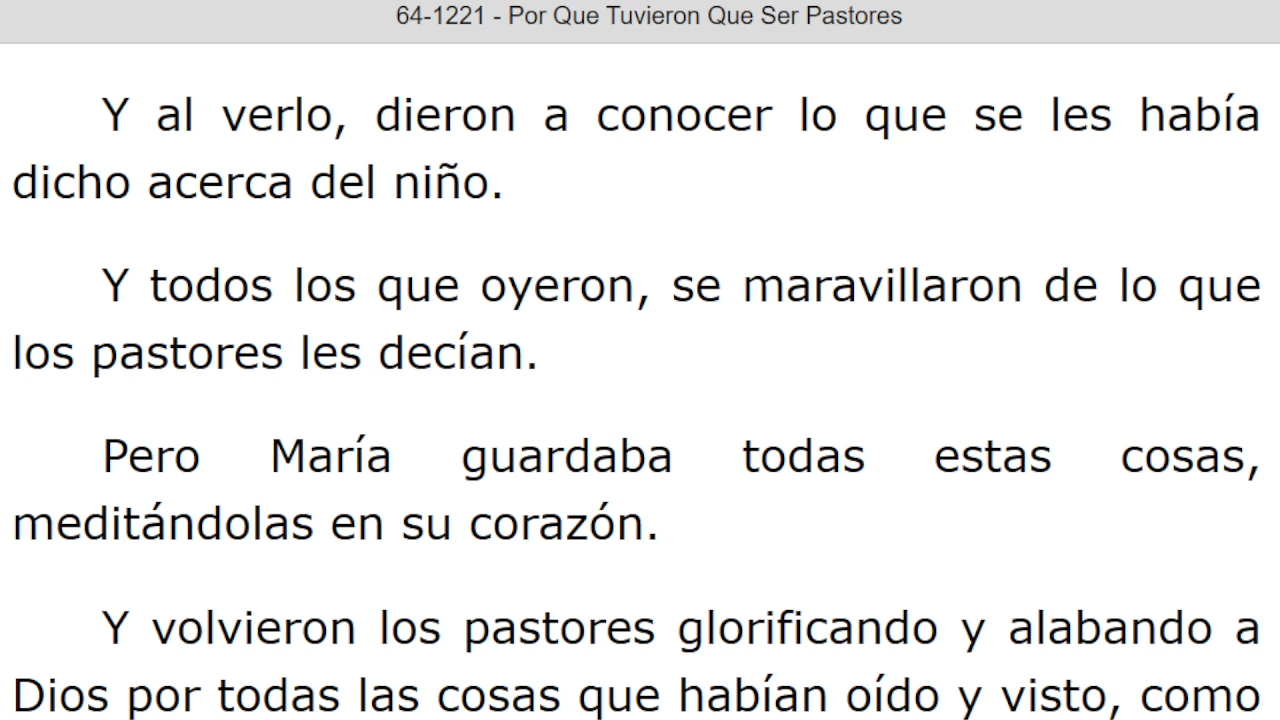 64-1221 - Por Que Tuvieron Que Ser Pastores
Y al verlo, dieron a conocer lo que se les había
dicho acerca del niño.
Y todos los que oyeron, se maravillaron de lo que
los pastores les decían.
Pero María guardaba todas estas cosas,
meditándolas en su corazón.
Y volvieron los pastores glorificando y alabando a
Dios por todas las cosas que habían oído y visto, como